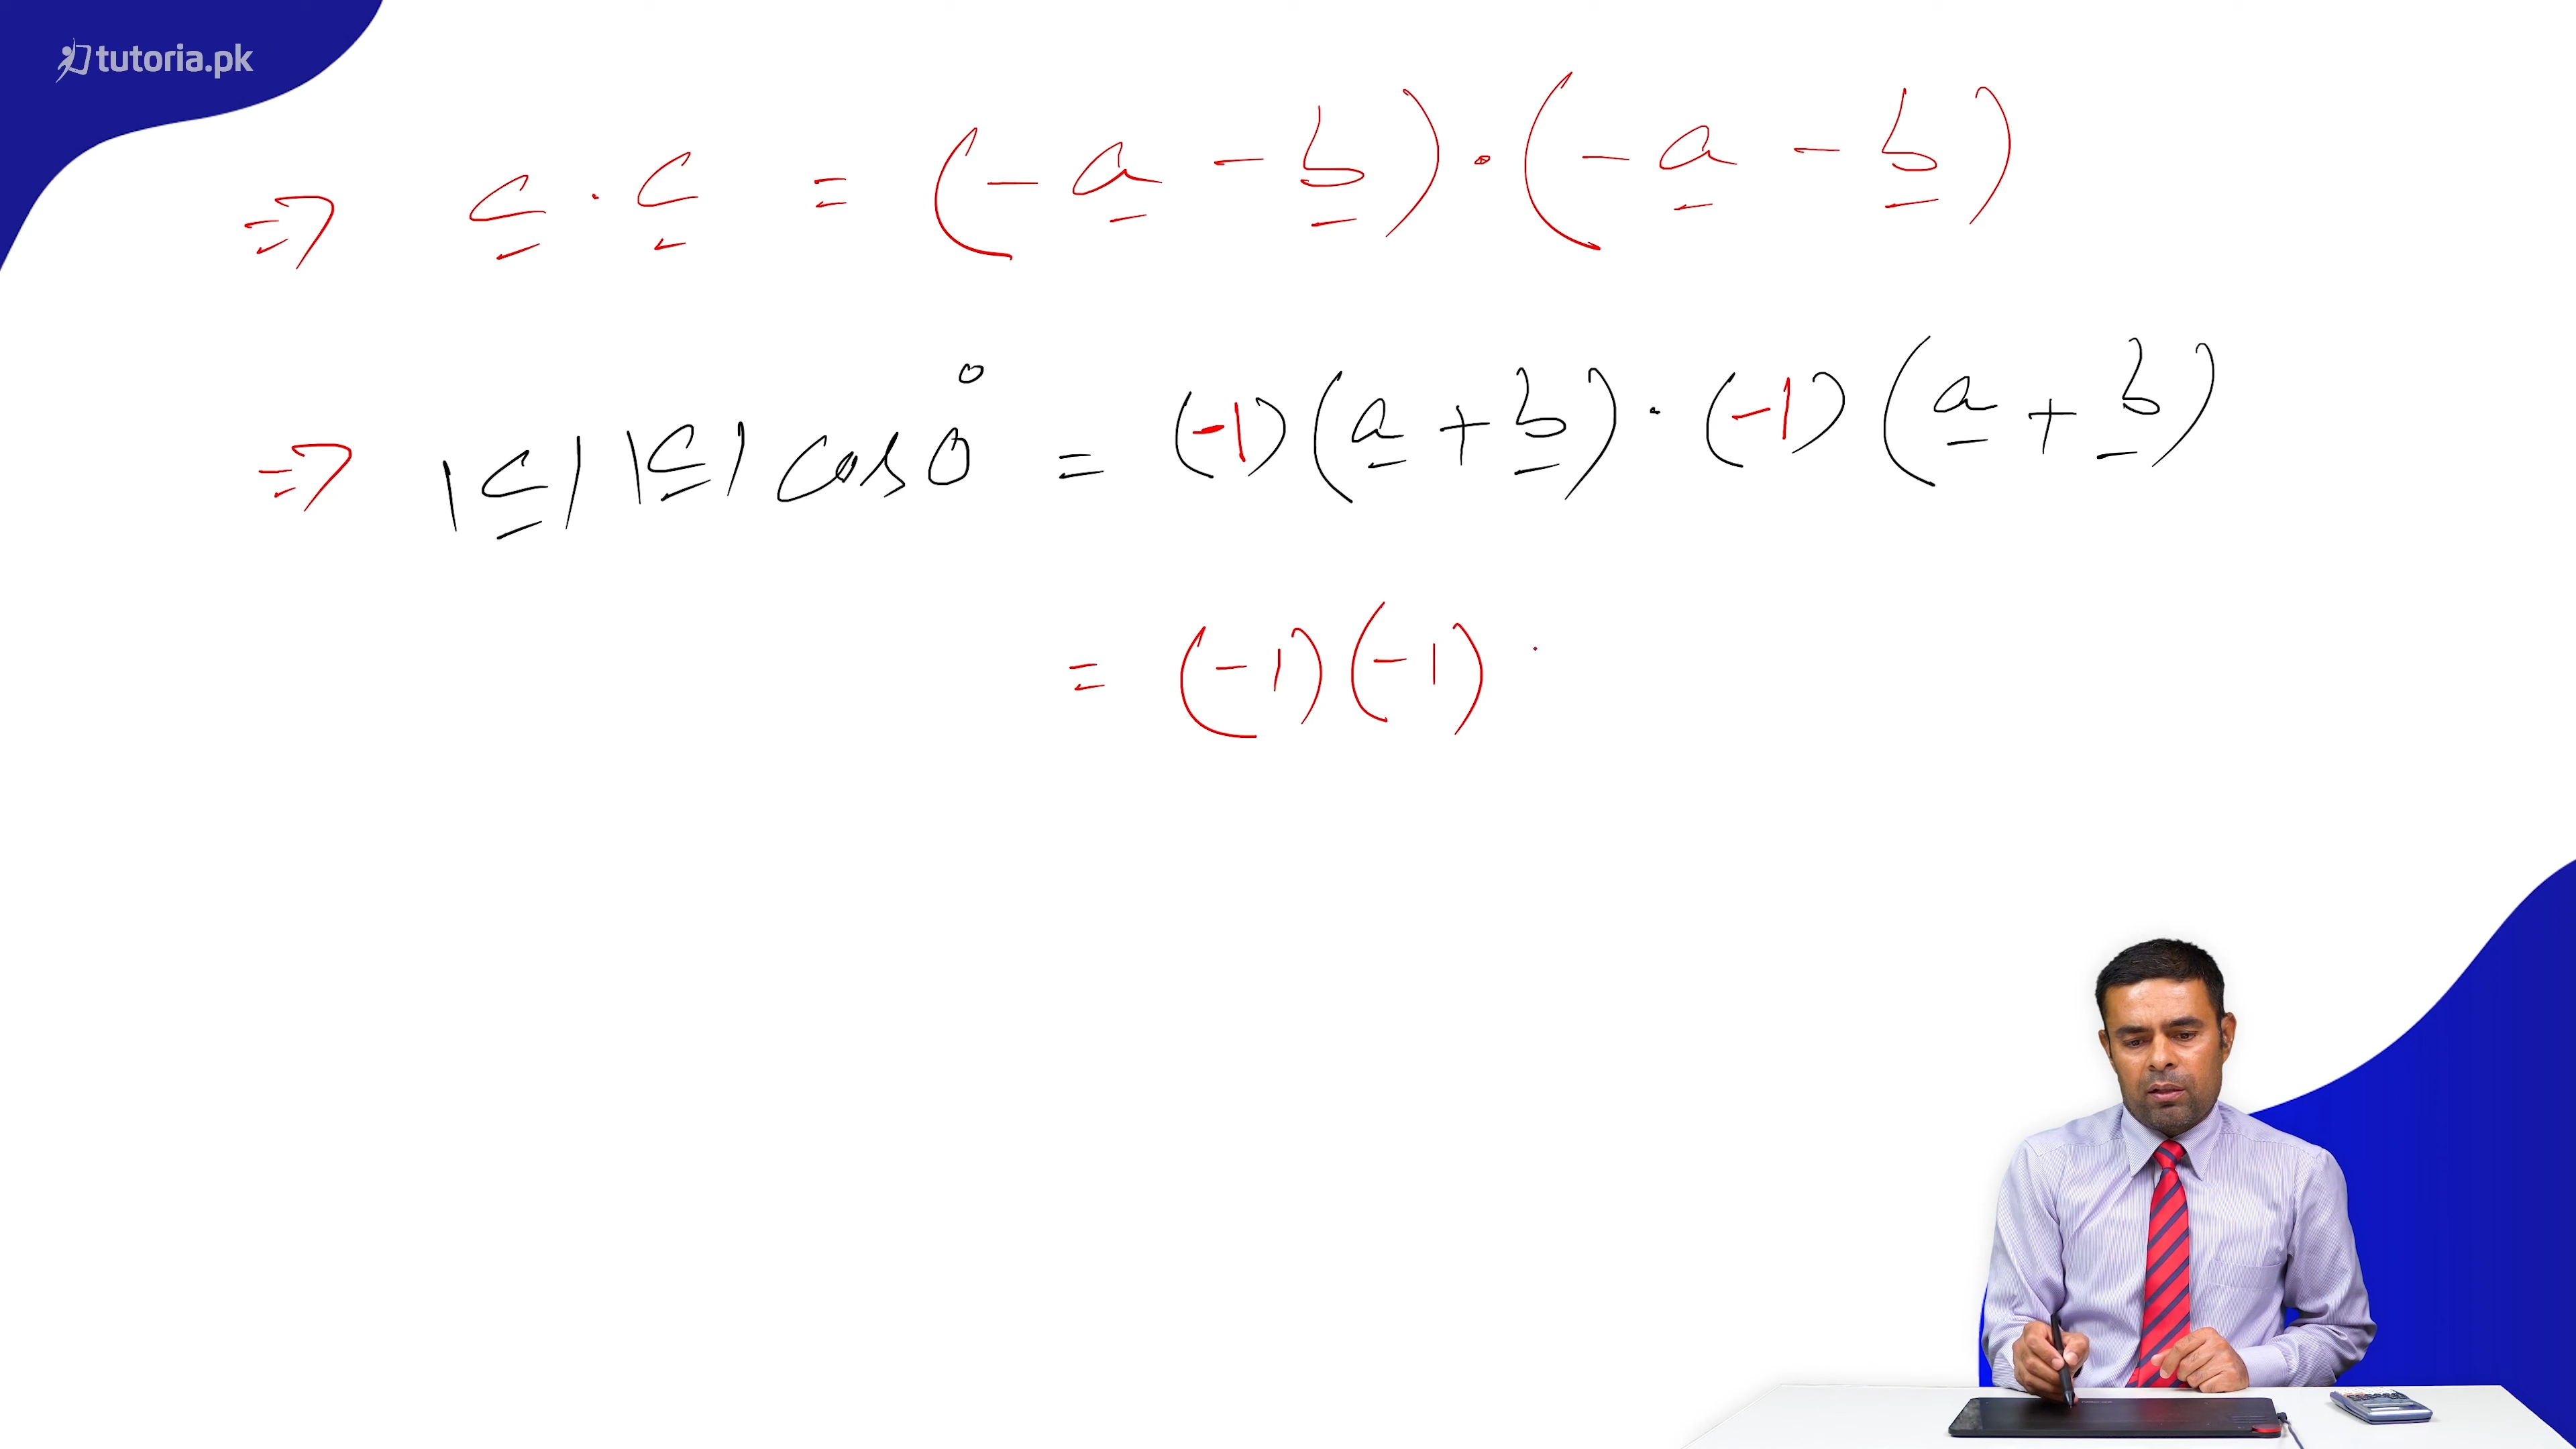 tutoria.pk
⇒ c · c = (- a - b) · (- a - b)
⇒ |c| |c| cos 0° = (-1)(a + b) · (-1)(a + b)
= (-1)(-1) ·